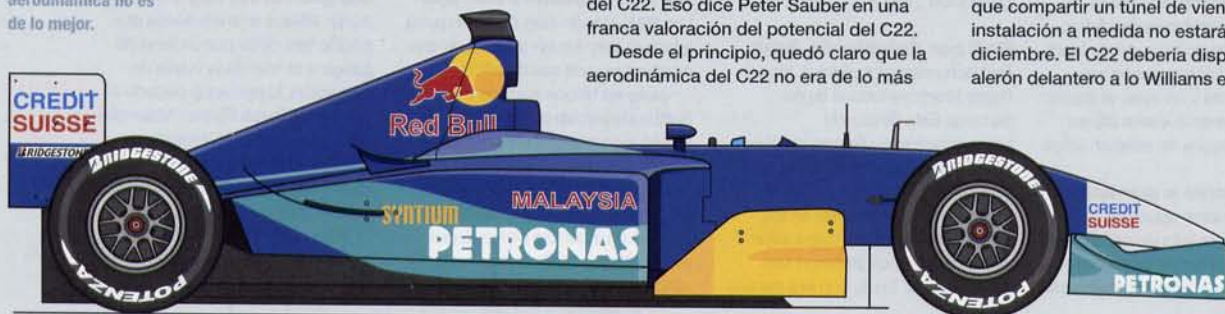 aerodinámica no es
de lo mejor.
del C22. Eso dice Peter Sauber en una
franca valoración del potencial del C22.
Desde el principio, quedó claro que la
aerodinámica del C22 no era de lo más
que compartir un túnel de vien
instalación a medida no estará
diciembre. El C22 debería disp
alerón delantero a lo Williams e
CREDIT
SUISSE
BRIDGESTONE
BRIDGESTONE
POTENZA
Red Bull
SYNTIUM
MALAYSIA
PETRONAS
BRIDGESTONE
POTENZA
CREDIT
SUISSE
PETRONAS